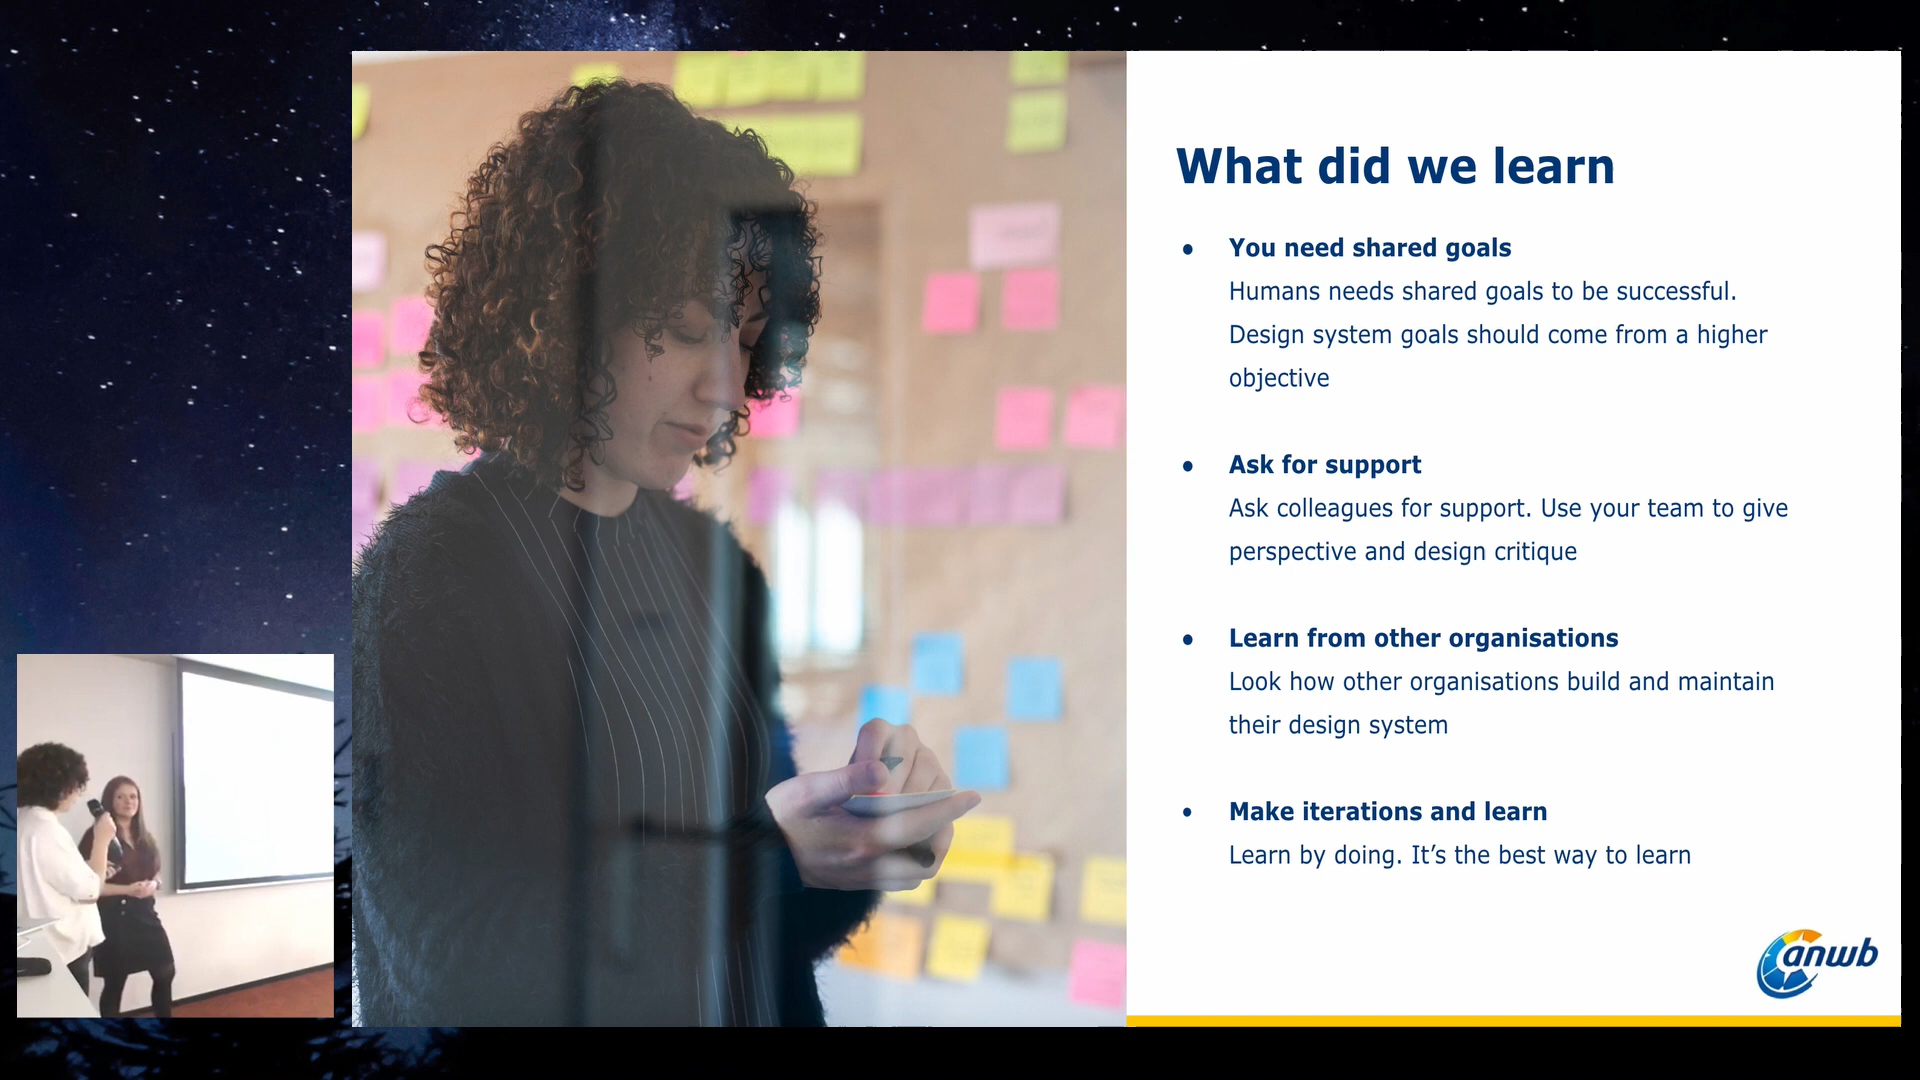 What did we learn
• You need shared goals
Humans needs shared goals to be successful.
Design system goals should come from a higher
objective
• Ask for support
Ask colleagues for support. Use your team to give
perspective and design critique
• Learn from other organisations
Look how other organisations build and maintain
their design system
• Make iterations and learn
Learn by doing. It’s the best way to learn
anwb